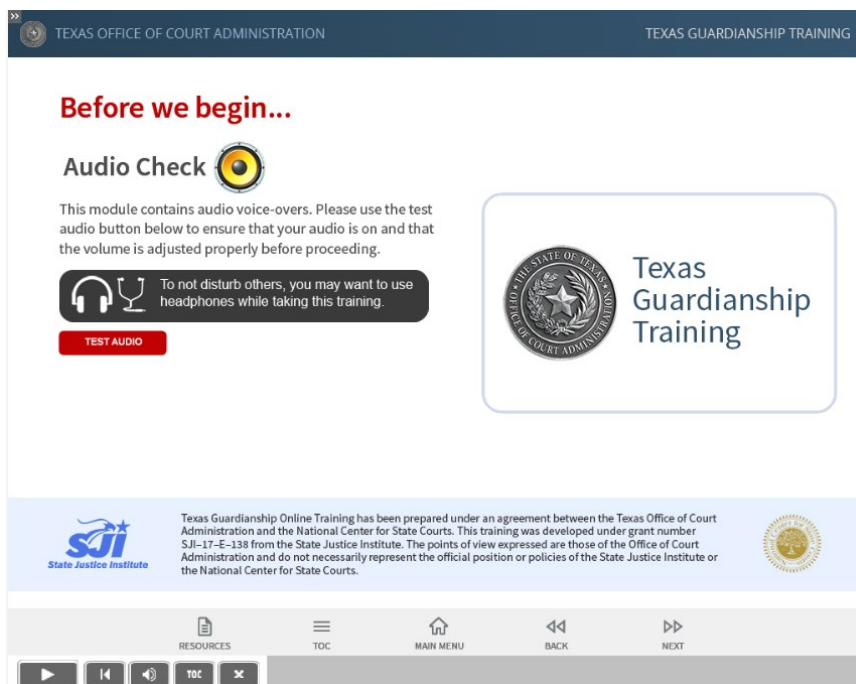 »
TEXAS OFFICE OF COURT ADMINISTRATION
TEXAS GUARDIANSHIP TRAINING
Before we begin...
Audio Check
This module contains audio voice-overs. Please use the test
audio button below to ensure that your audio is on and that
the volume is adjusted properly before proceeding.
To not disturb others, you may want to use
headphones while taking this training.
TEST AUDIO
THE STATE OF TEXAS
OFFICE OF COURT ADMINISTRATION
Texas
Guardianship
Training
SJI
State Justice Institute
Texas Guardianship Online Training has been prepared under an agreement between the Texas Office of Court
Administration and the National Center for State Courts. This training was developed under grant number
SJI–17–E–138 from the State Justice Institute. The points of view expressed are those of the Office of Court
Administration and do not necessarily represent the official position or policies of the State Justice Institute or
the National Center for State Courts.
RESOURCES
TOC
MAIN MENU
BACK
NEXT
TOC